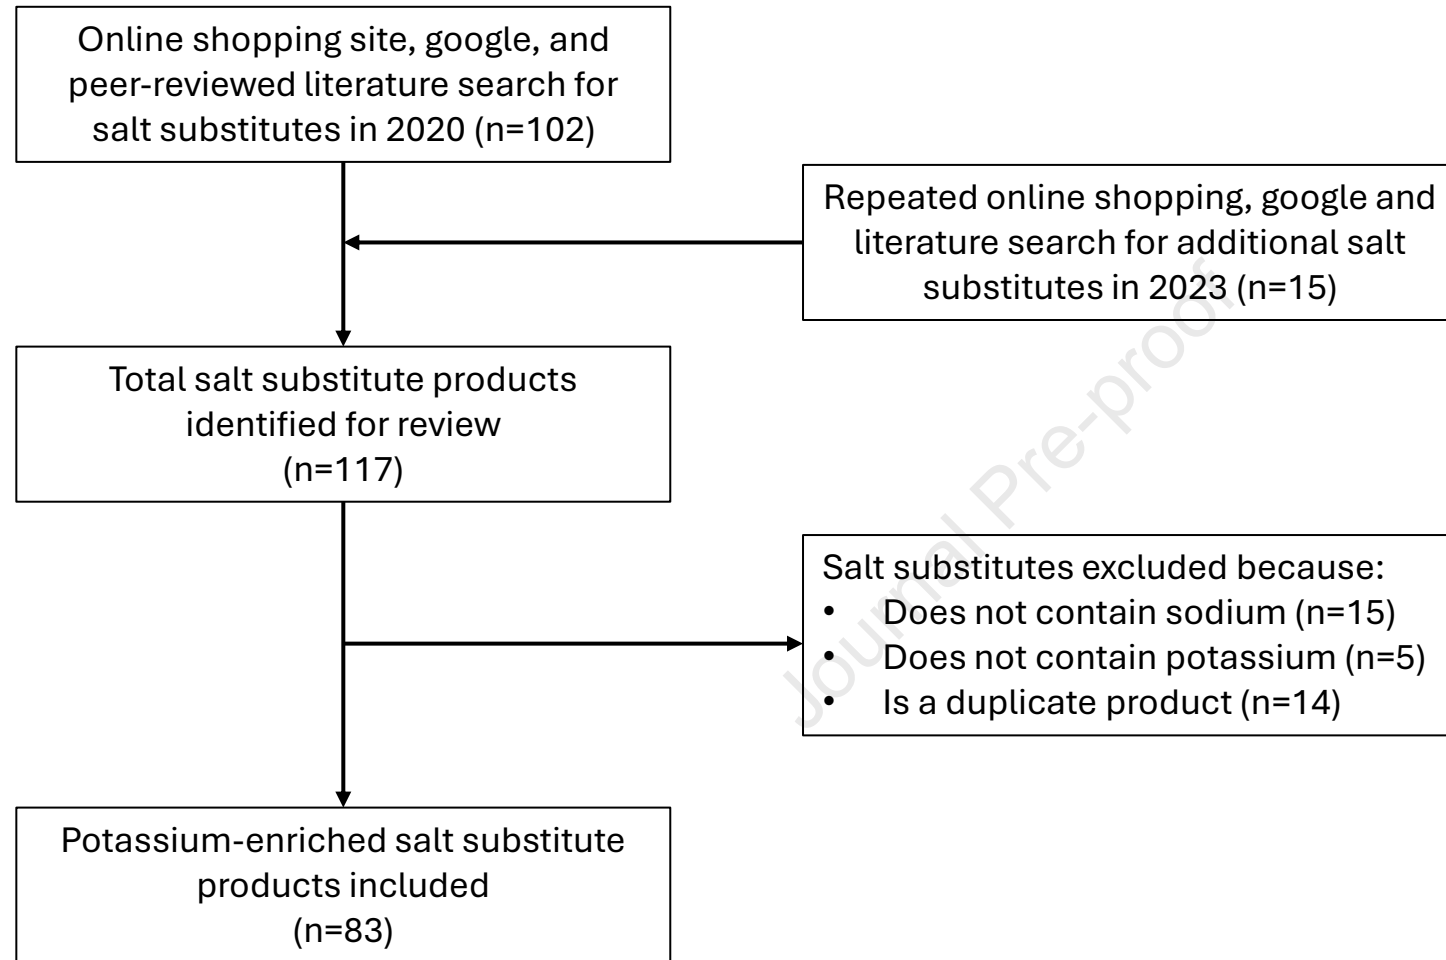 Online shopping site, google, and
peer-reviewed literature search for
salt substitutes in 2020 (n=102)
Repeated online shopping, google and
literature search for additional salt
substitutes in 2023 (n=15)
Total salt substitute products
identified for review
(n=117)
Salt substitutes excluded because:
• Does not contain sodium (n=15)
• Does not contain potassium (n=5)
• Is a duplicate product (n=14)
Potassium-enriched salt substitute
products included
(n=83)
Journal Pre-proof